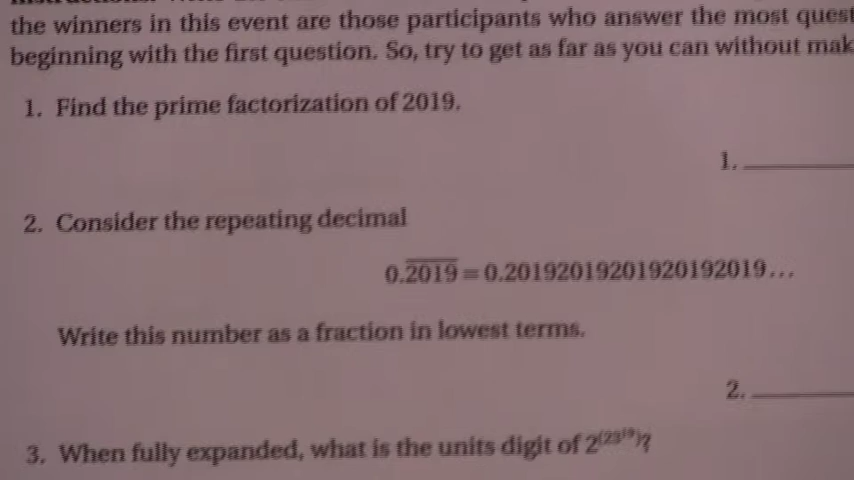 the winners in this event are those participants who answer the most quest
beginning with the first question. So, try to get as far as you can without mak
1. Find the prime factorization of 2019.
1.
2. Consider the repeating decimal
0.2019 = 0.20192019201920192019...
Write this number as a fraction in lowest terms.
2.
3. When fully expanded, what is the units digit of 2^(23^19)?